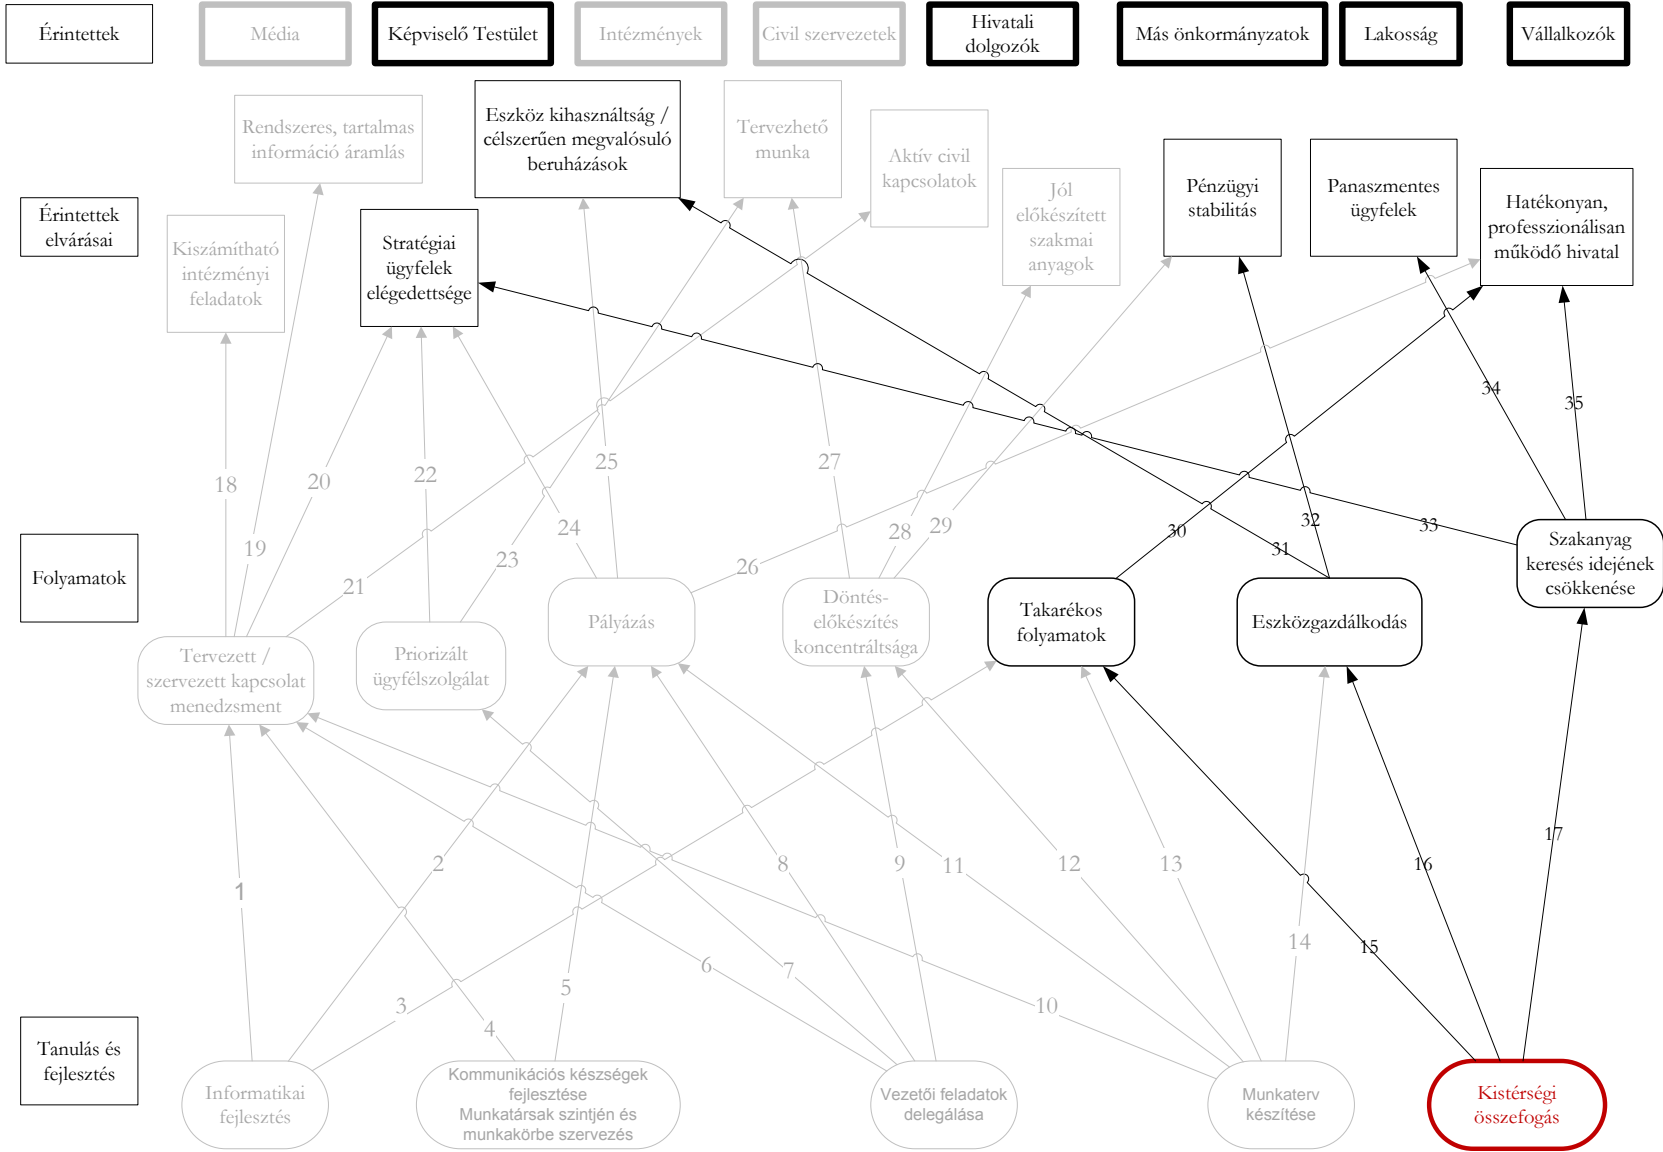 Érintettek
Média
Képviselő Testület
Intézmények
Civil szervezetek
Hivatali
dolgozók
Más önkormányzatok
Lakosság
Vállalkozók
Érintettek
elvárásai
Kiszámítható
intézményi
feladatok
Rendszeres, tartalmas
információ áramlás
Stratégiai
ügyfelek
elégedettsége
Eszköz kihasználtság /
célszerűen megvalósuló
beruházások
Tervezhető
munka
Aktív civil
kapcsolatok
Jól
előkészített
szakmai
anyagok
Pénzügyi
stabilitás
Panaszmentes
ügyfelek
Hatékonyan,
professzionálisan
működő hivatal
18
19
20
21
22
23
24
25
26
27
28
29
30
31
32
33
34
35
Folyamatok
Tervezett /
szervezett kapcsolat
menedzsment
Priorizált
ügyfélszolgálat
Pályázás
Döntés-
előkészítés
koncentráltsága
Takarékos
folyamatok
Eszközgazdálkodás
Szakanyag
keresés idejének
csökkenése
1
2
3
4
5
6
7
8
9
10
11
12
13
14
15
16
17
Tanulás és
fejlesztés
Informatikai
fejlesztés
Kommunikációs készségek
fejlesztése
Munkatársak szintjén és
munkakörbe szervezés
Vezetői feladatok
delegálása
Munkaterv
készítése
Kistérségi
összefogás